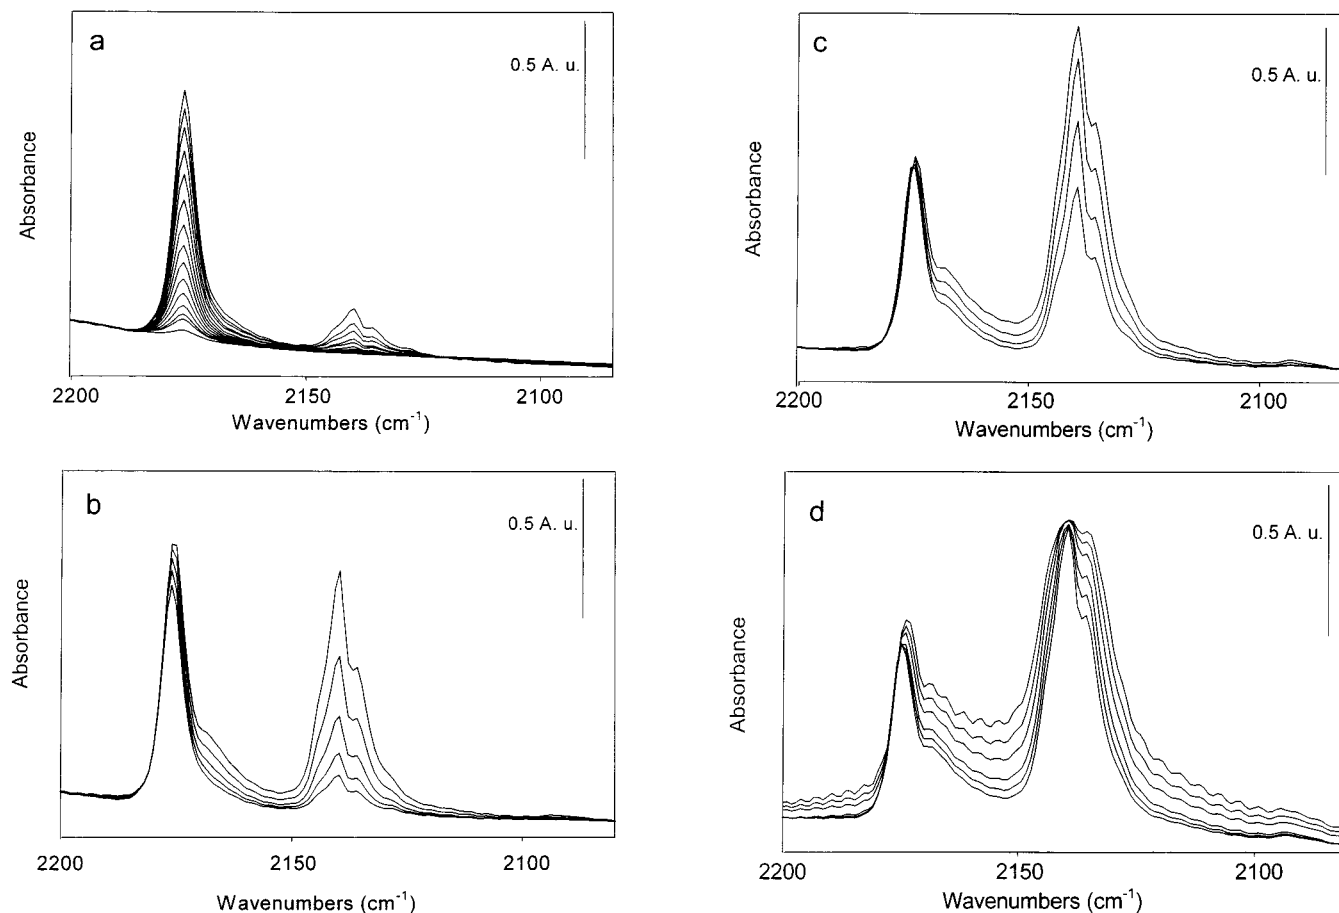 a
0.5 A. u.
Absorbance
2200
2150
2100
Wavenumbers (cm⁻¹)
b
0.5 A. u.
Absorbance
2200
2150
2100
Wavenumbers (cm⁻¹)
c
0.5 A. u.
Absorbance
2200
2150
2100
Wavenumbers (cm⁻¹)
d
0.5 A. u.
Absorbance
2200
2150
2100
Wavenumbers (cm⁻¹)